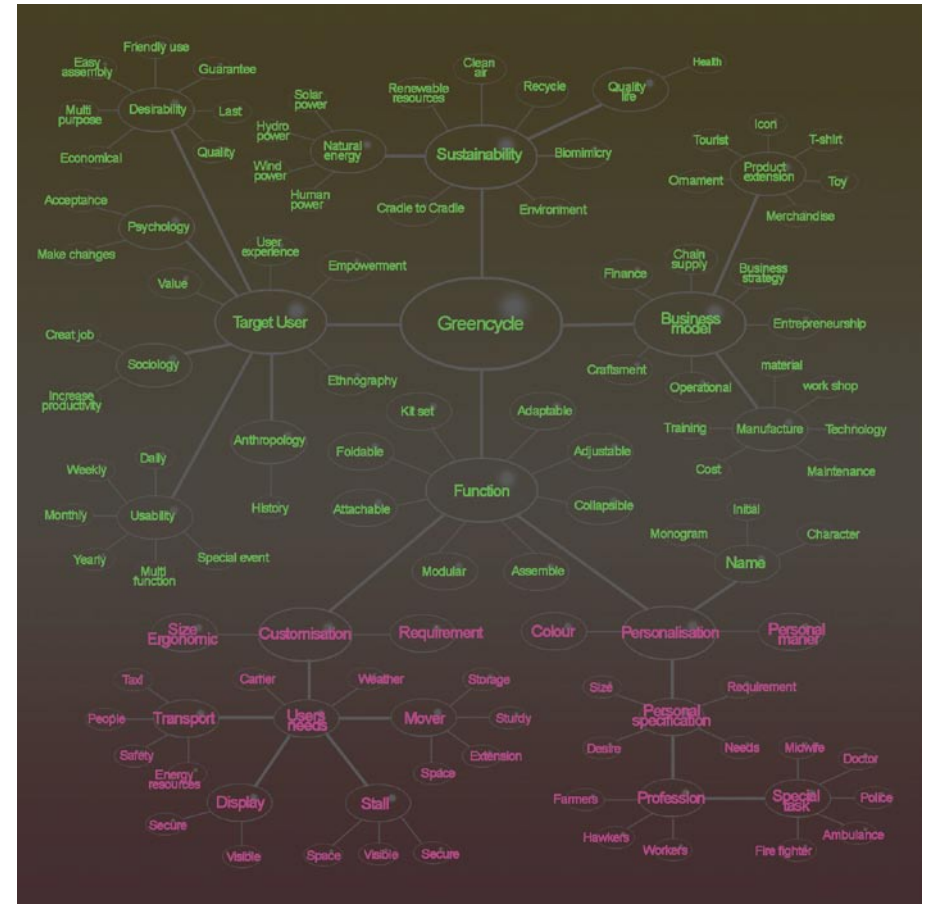 Friendly use
Easy
assembly
Guarantee
Multi
purpose
Desirability
Last
Economical
Quality
Solar
power
Hydro
power
Natural
energy
Wind
power
Human
power
Renewable
resources
Clean
air
Recycle
Sustainability
Biomimicry
Cradle to Cradle
Environment
Quality
life
Health
Icon
Tourist
T-shirt
Product
extension
Ornament
Toy
Merchandise
Acceptance
Psychology
Make changes
User
experience
Empowerment
Value
Target User
Greencycle
Chain
supply
Business
strategy
Finance
Business
model
Entrepreneurship
Craftsment
Operational
material
work shop
Training
Manufacture
Technology
Cost
Maintenance
Creat job
Sociology
Increase
productivity
Ethnography
Anthropology
History
Daily
Weekly
Monthly
Usability
Yearly
Multi
function
Special event
Kit set
Adaptable
Foldable
Adjustable
Function
Attachable
Collapsible
Modular
Assemble
Initial
Monogram
Character
Name
Size
Ergonomic
Customisation
Requirement
Colour
Personalisation
Personal
maner
Taxi
Carrier
Weather
Storage
People
Transport
Users
needs
Mover
Sturdy
Safety
Energy
resources
Extension
Space
Display
Stall
Secure
Visible
Space
Visible
Secure
Size
Requirement
Personal
specification
Desire
Needs
Midwife
Doctor
Farmers
Profession
Special
task
Police
Hawkers
Workers
Fire fighter
Ambulance